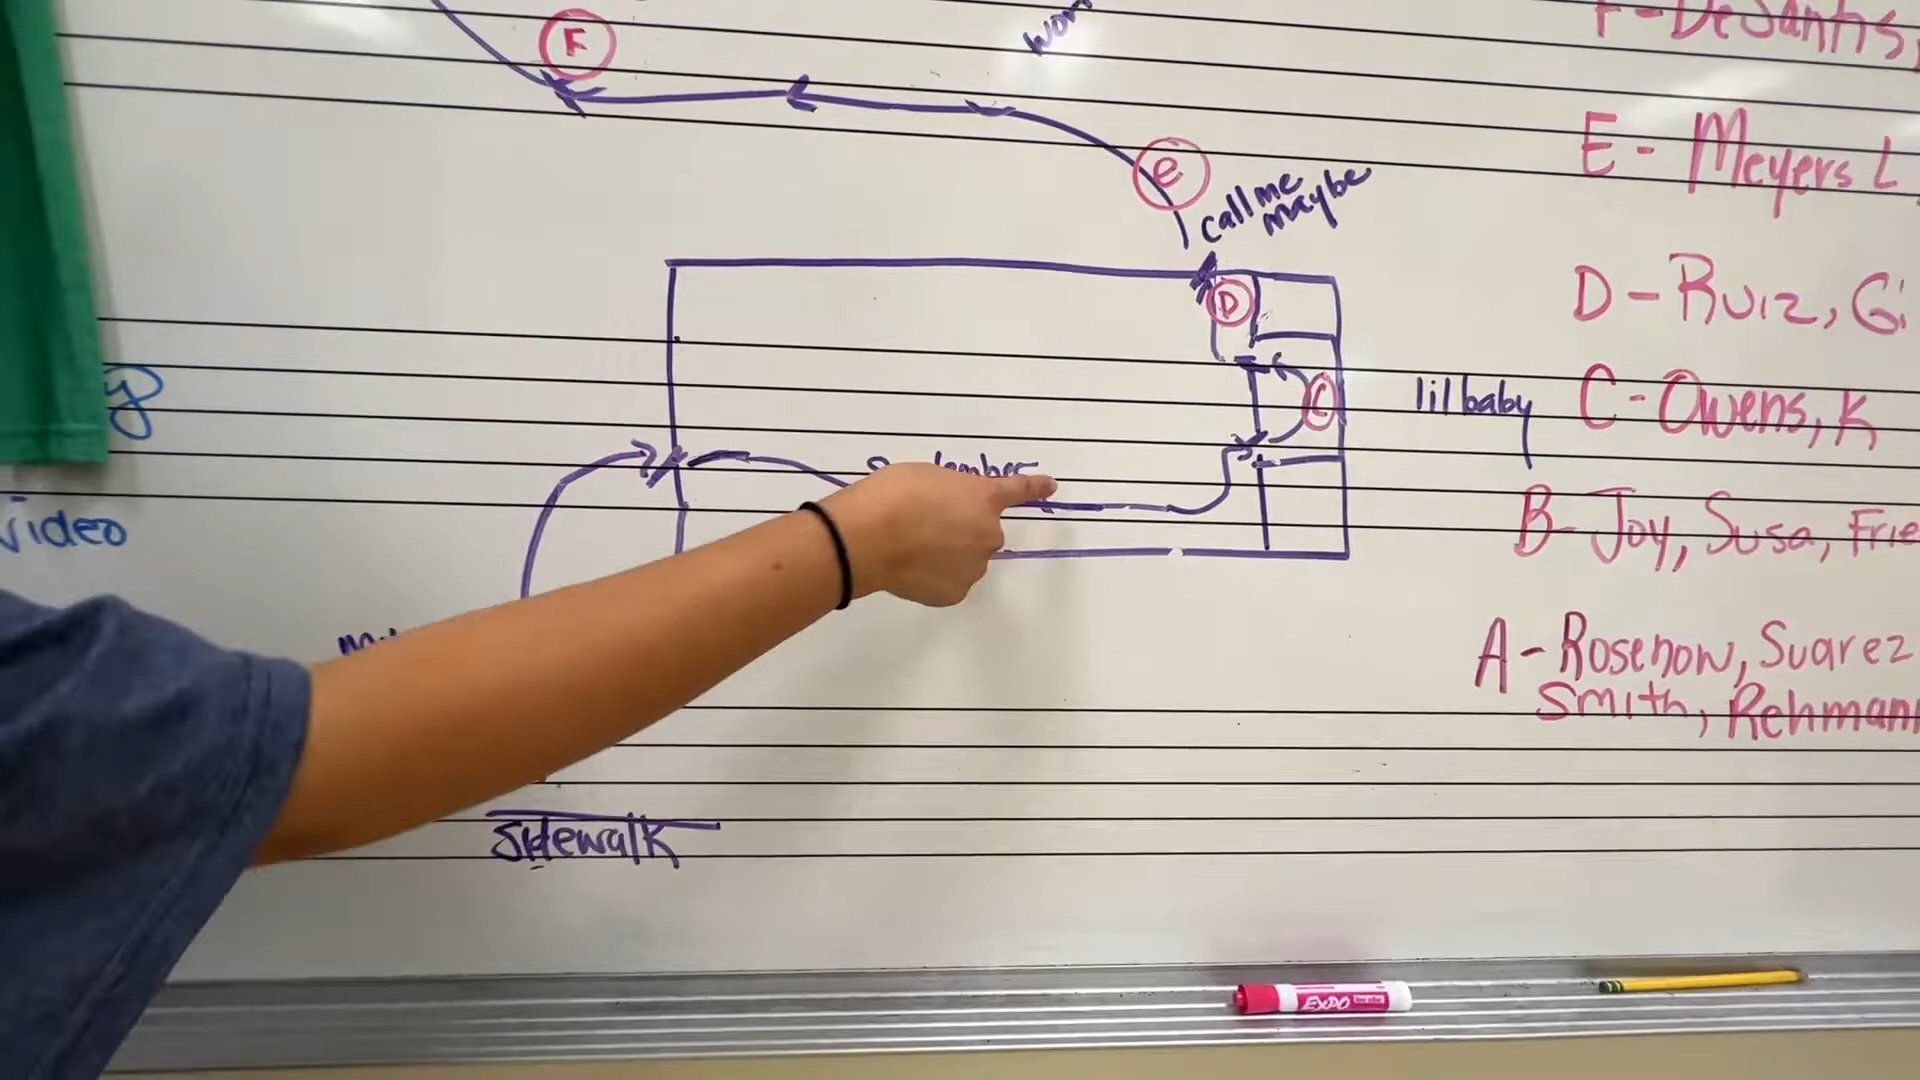 F - DeSantis,
F
E - Meyers L
e
call me
maybe
D - Ruiz, Gi
D
C - Owens, K
C
lil baby
y
B - Joy, Susa, Frie
video
A - Rosenow, Suarez
Smith, Rehmann
Sidewalk
EXPO